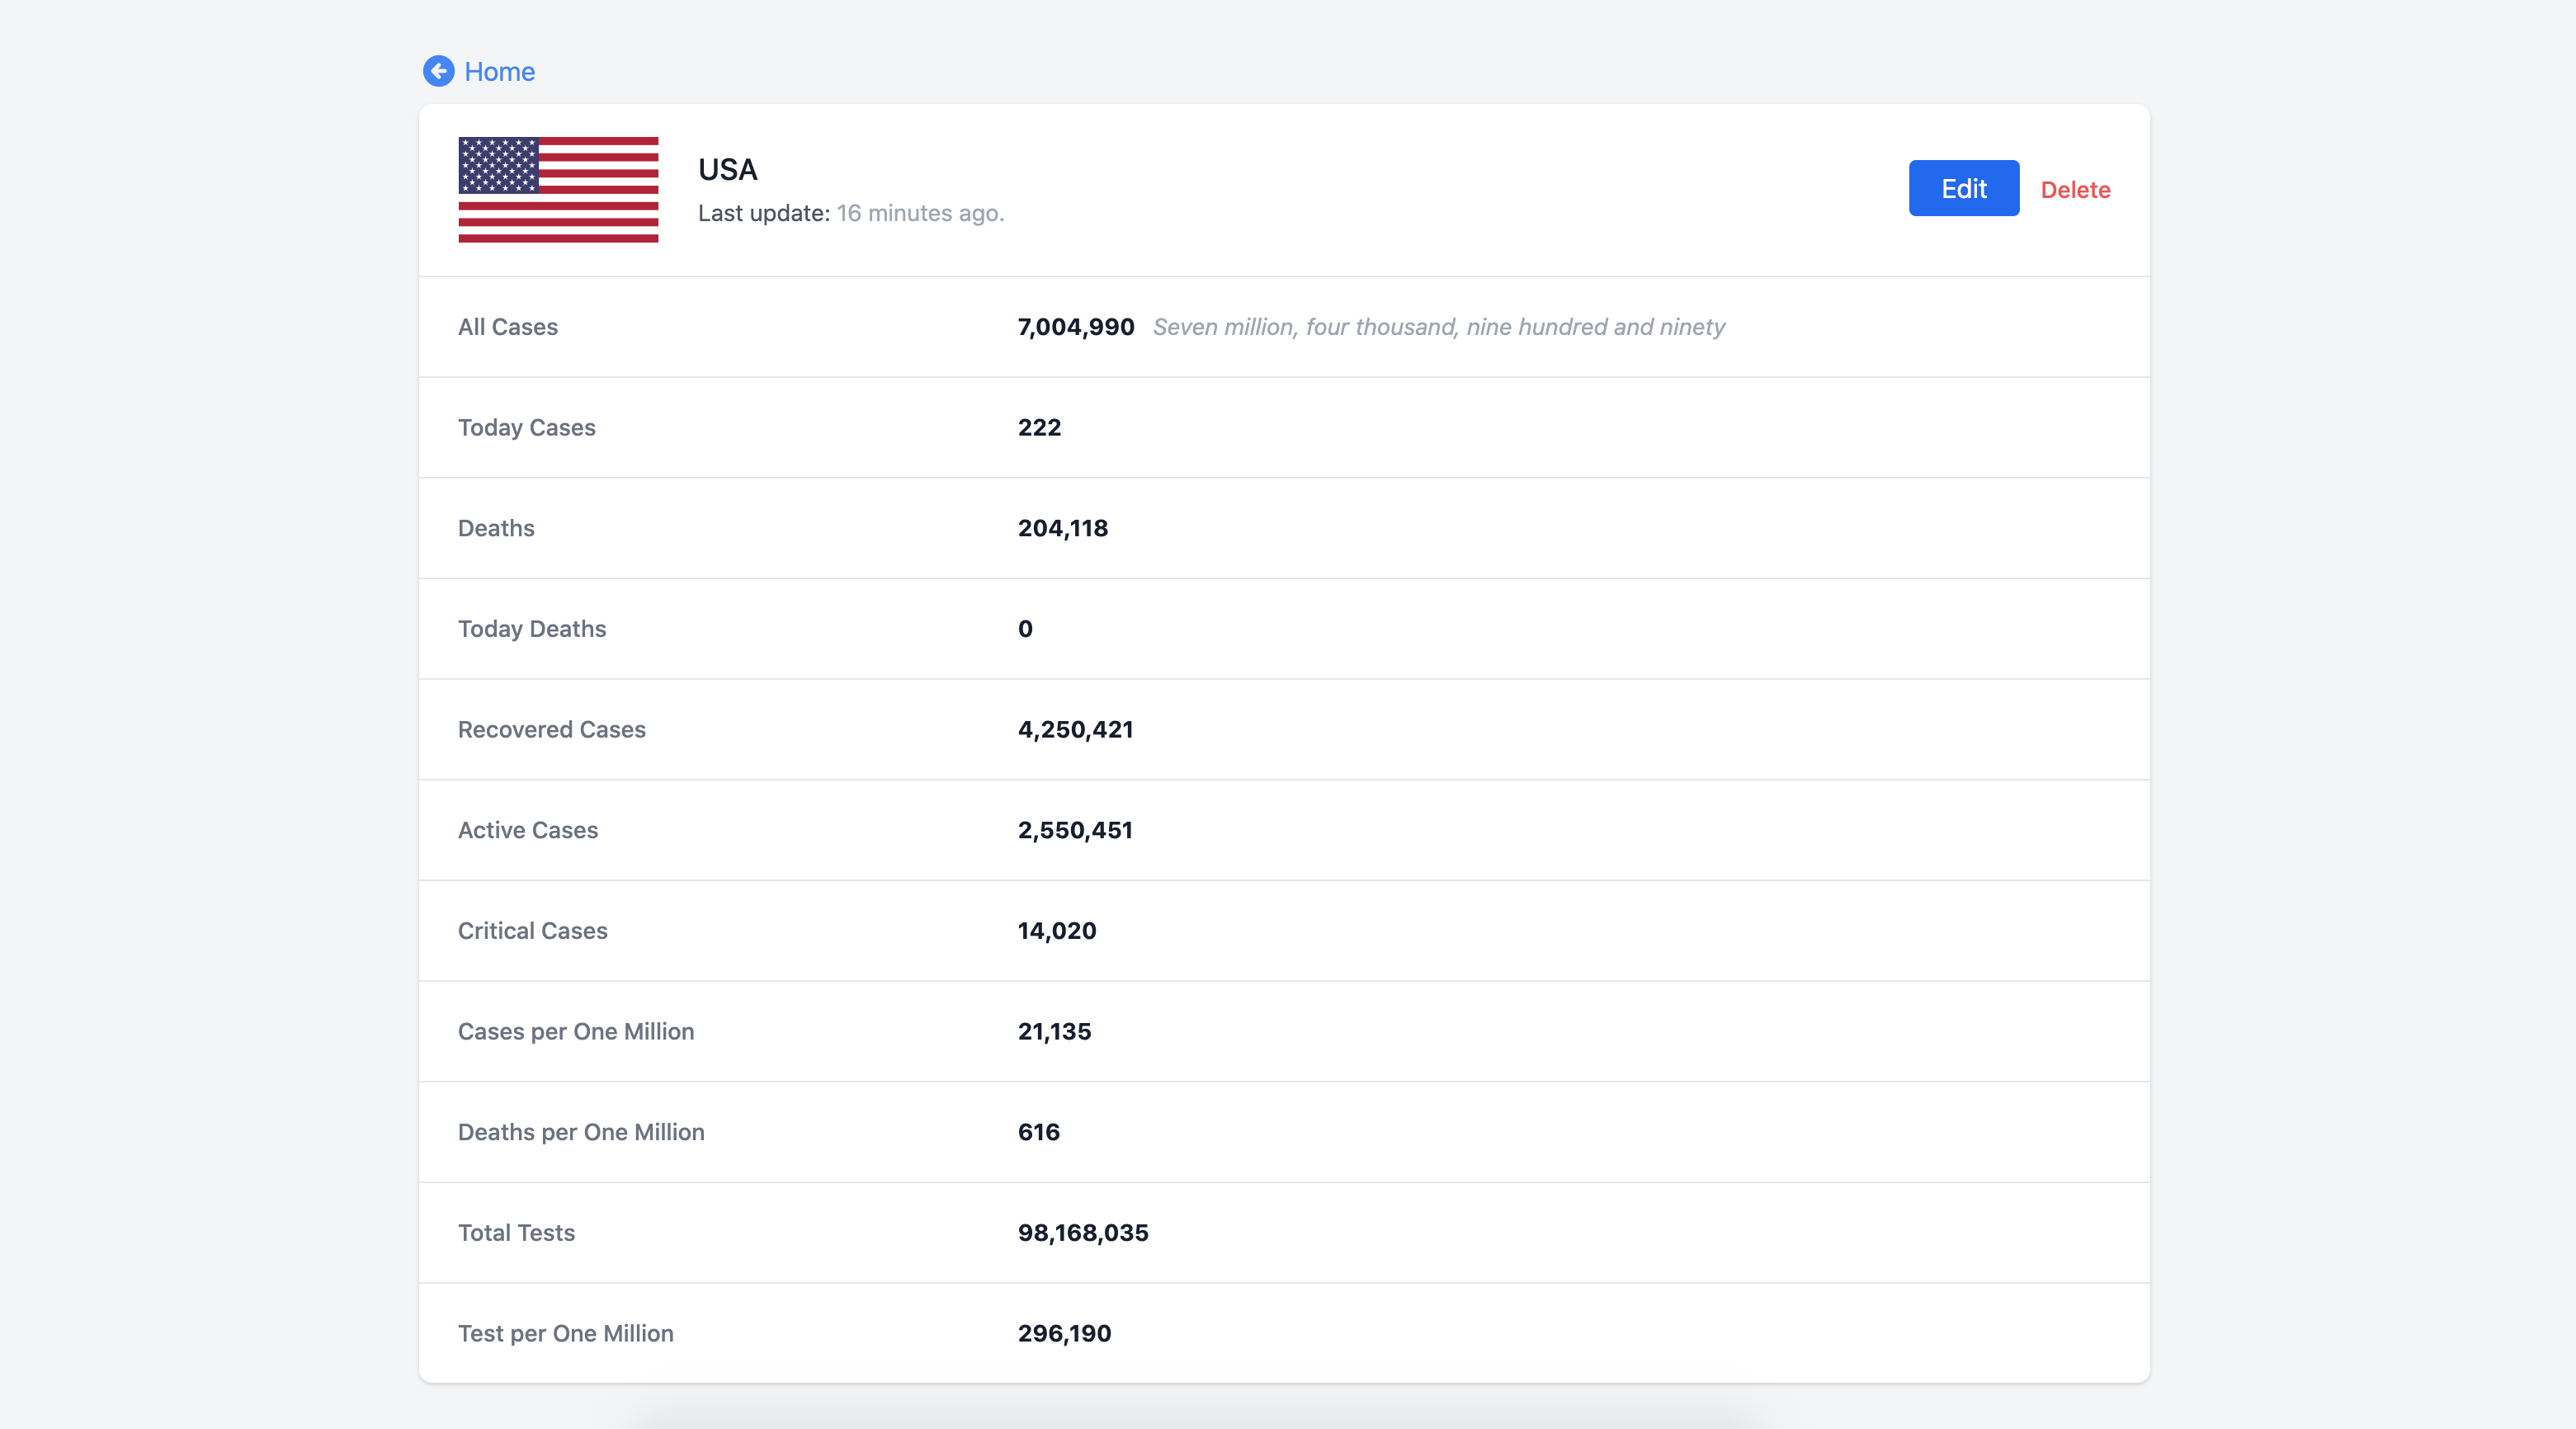 Home
USA
Edit
Delete
Last update: 16 minutes ago.
All Cases 7,004,990 Seven million, four thousand, nine hundred and ninety
Today Cases 222
Deaths 204,118
Today Deaths 0
Recovered Cases 4,250,421
Active Cases 2,550,451
Critical Cases 14,020
Cases per One Million 21,135
Deaths per One Million 616
Total Tests 98,168,035
Test per One Million 296,190